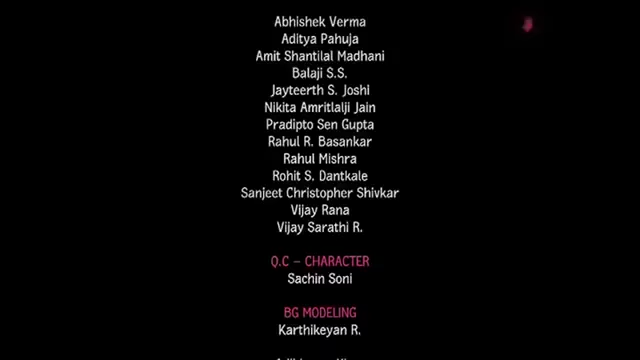 Abhishek Verma
Aditya Pahuja
Amit Shantilal Madhani
Balaji S.S.
Jayteerth S. Joshi
Nikita Amritlalji Jain
Pradipto Sen Gupta
Rahul R. Basankar
Rahul Mishra
Rohit S. Dantkale
Sanjeet Christopher Shivkar
Vijay Rana
Vijay Sarathi R.
Q.C – CHARACTER
Sachin Soni
BG MODELING
Karthikeyan R.